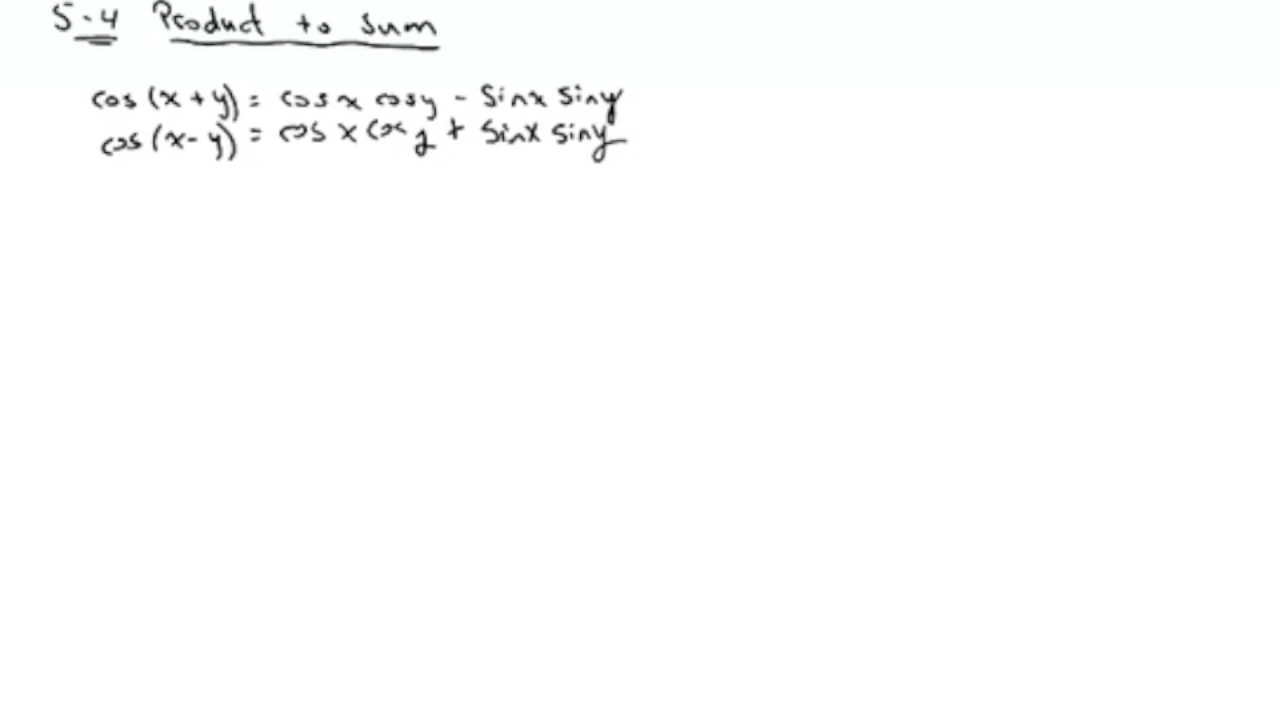 5-4 Product to Sum
cos (x + y) = cos x cos y - sin x sin y
cos (x - y) = cos x cos y + sin x sin y